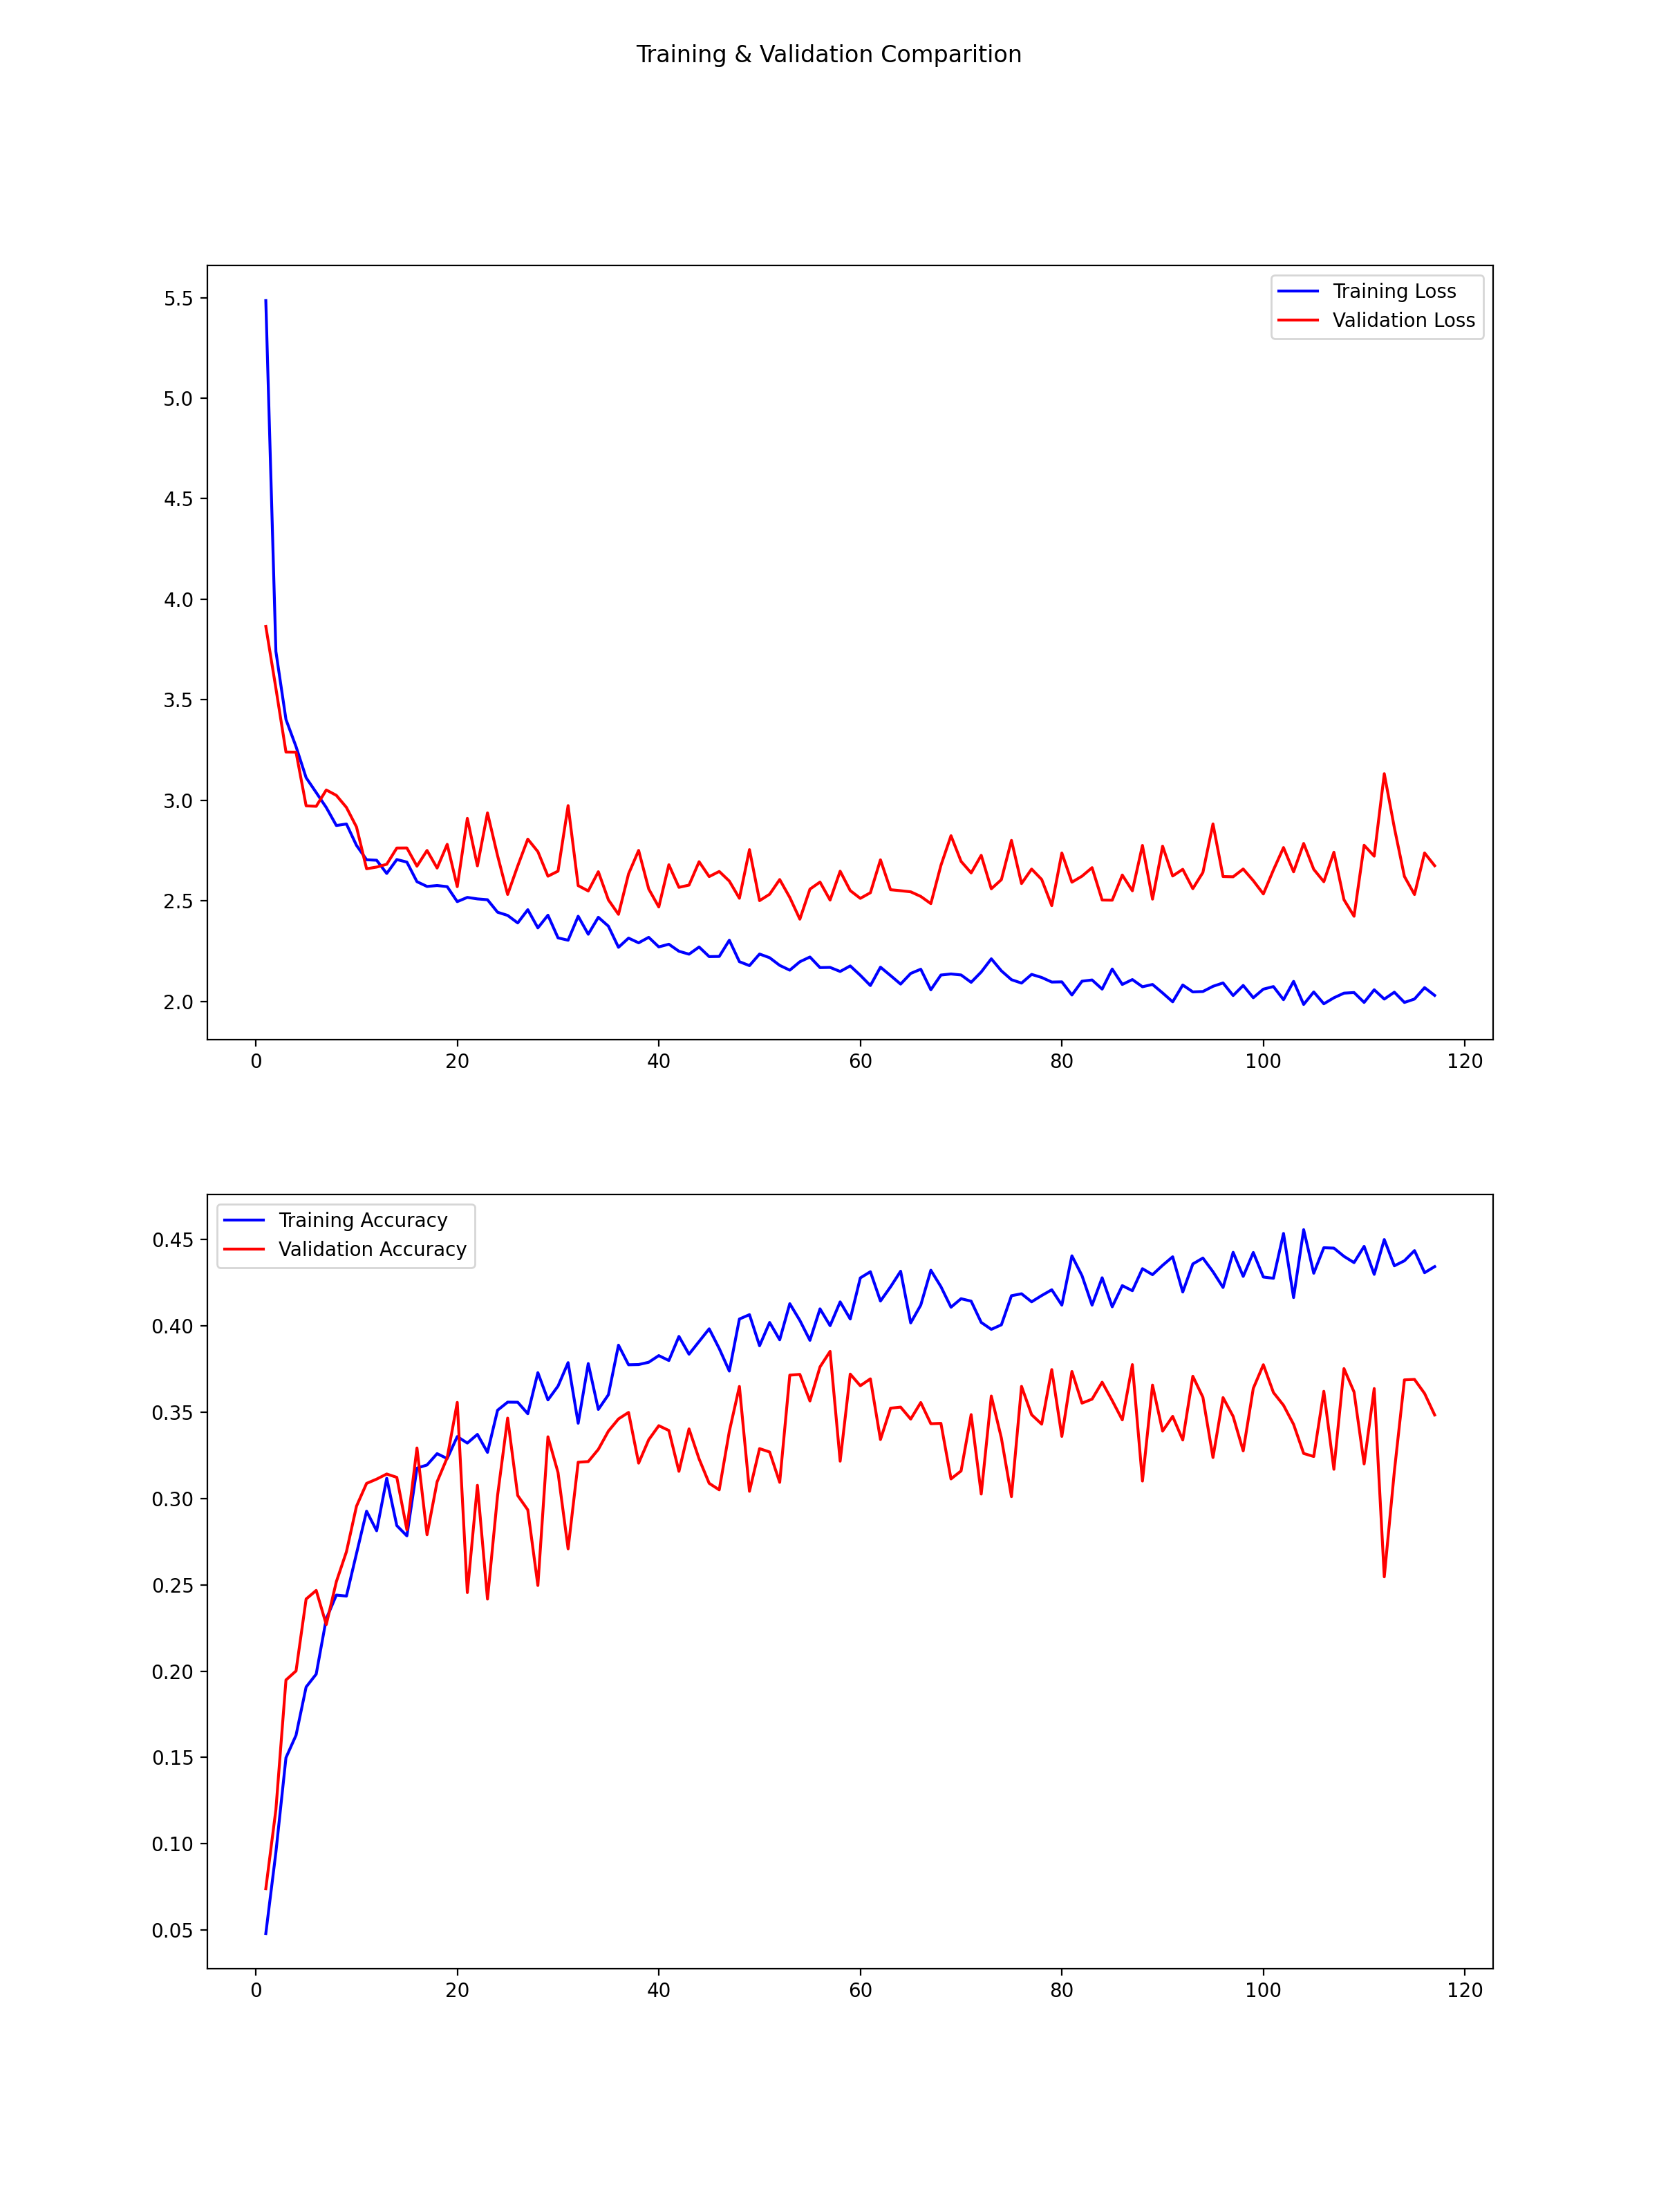 Training & Validation Comparition
Training Loss
Validation Loss
5.5
5.0
4.5
4.0
3.5
3.0
2.5
2.0
0 20 40 60 80 100 120
Training Accuracy
Validation Accuracy
0.45
0.40
0.35
0.30
0.25
0.20
0.15
0.10
0.05
0 20 40 60 80 100 120